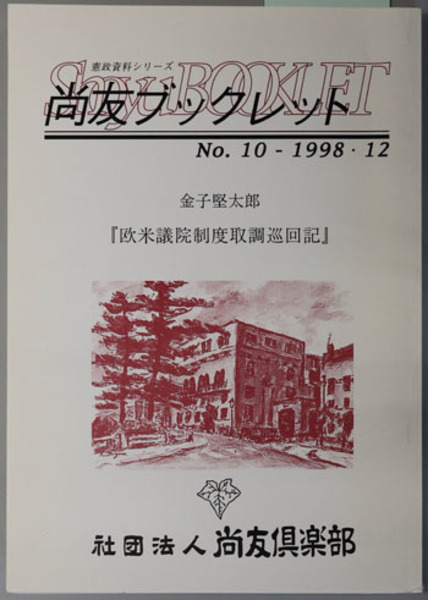 憲政資料シリーズ
Shoyu BOOKLET
尚友ブックレット
No. 10 - 1998・12
金子堅太郎
『欧米議院制度取調巡回記』
社団法人 尚友倶楽部